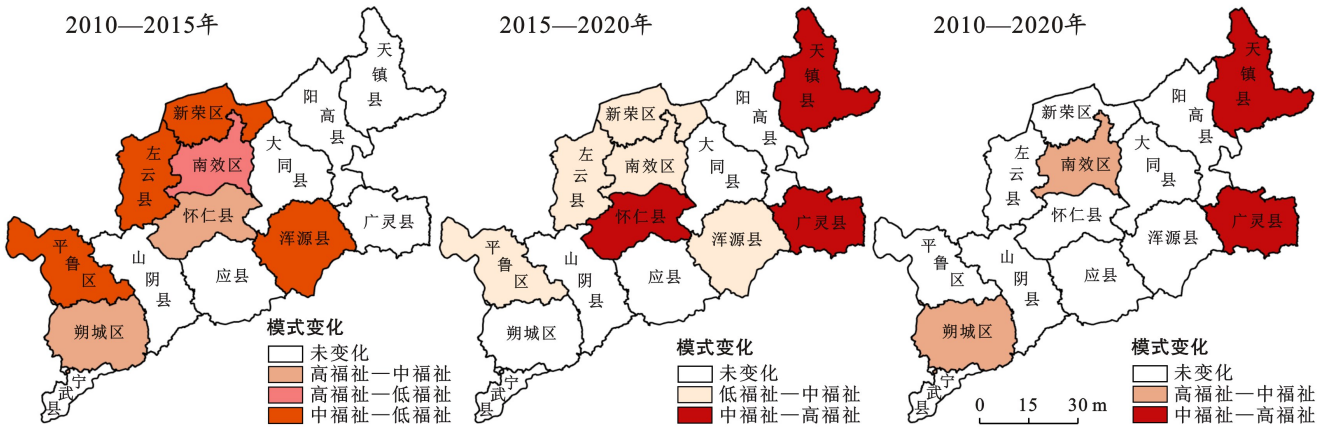 2010—2015年
天镇县
阳高县
新荣区
大同县
左云县
南效区
怀仁县
广灵县
浑源县
平鲁区
山阴县
应县
朔城区
宁武县
模式变化
未变化
高福祉—中福祉
高福祉—低福祉
中福祉—低福祉
2015—2020年
天镇县
阳高县
新荣区
大同县
左云县
南效区
怀仁县
广灵县
浑源县
平鲁区
山阴县
应县
朔城区
宁武县
模式变化
未变化
低福祉—中福祉
中福祉—高福祉
2010—2020年
天镇县
阳高县
新荣区
大同县
左云县
南效区
怀仁县
广灵县
浑源县
平鲁区
山阴县
应县
朔城区
宁武县
0 15 30 m
模式变化
未变化
高福祉—中福祉
中福祉—高福祉